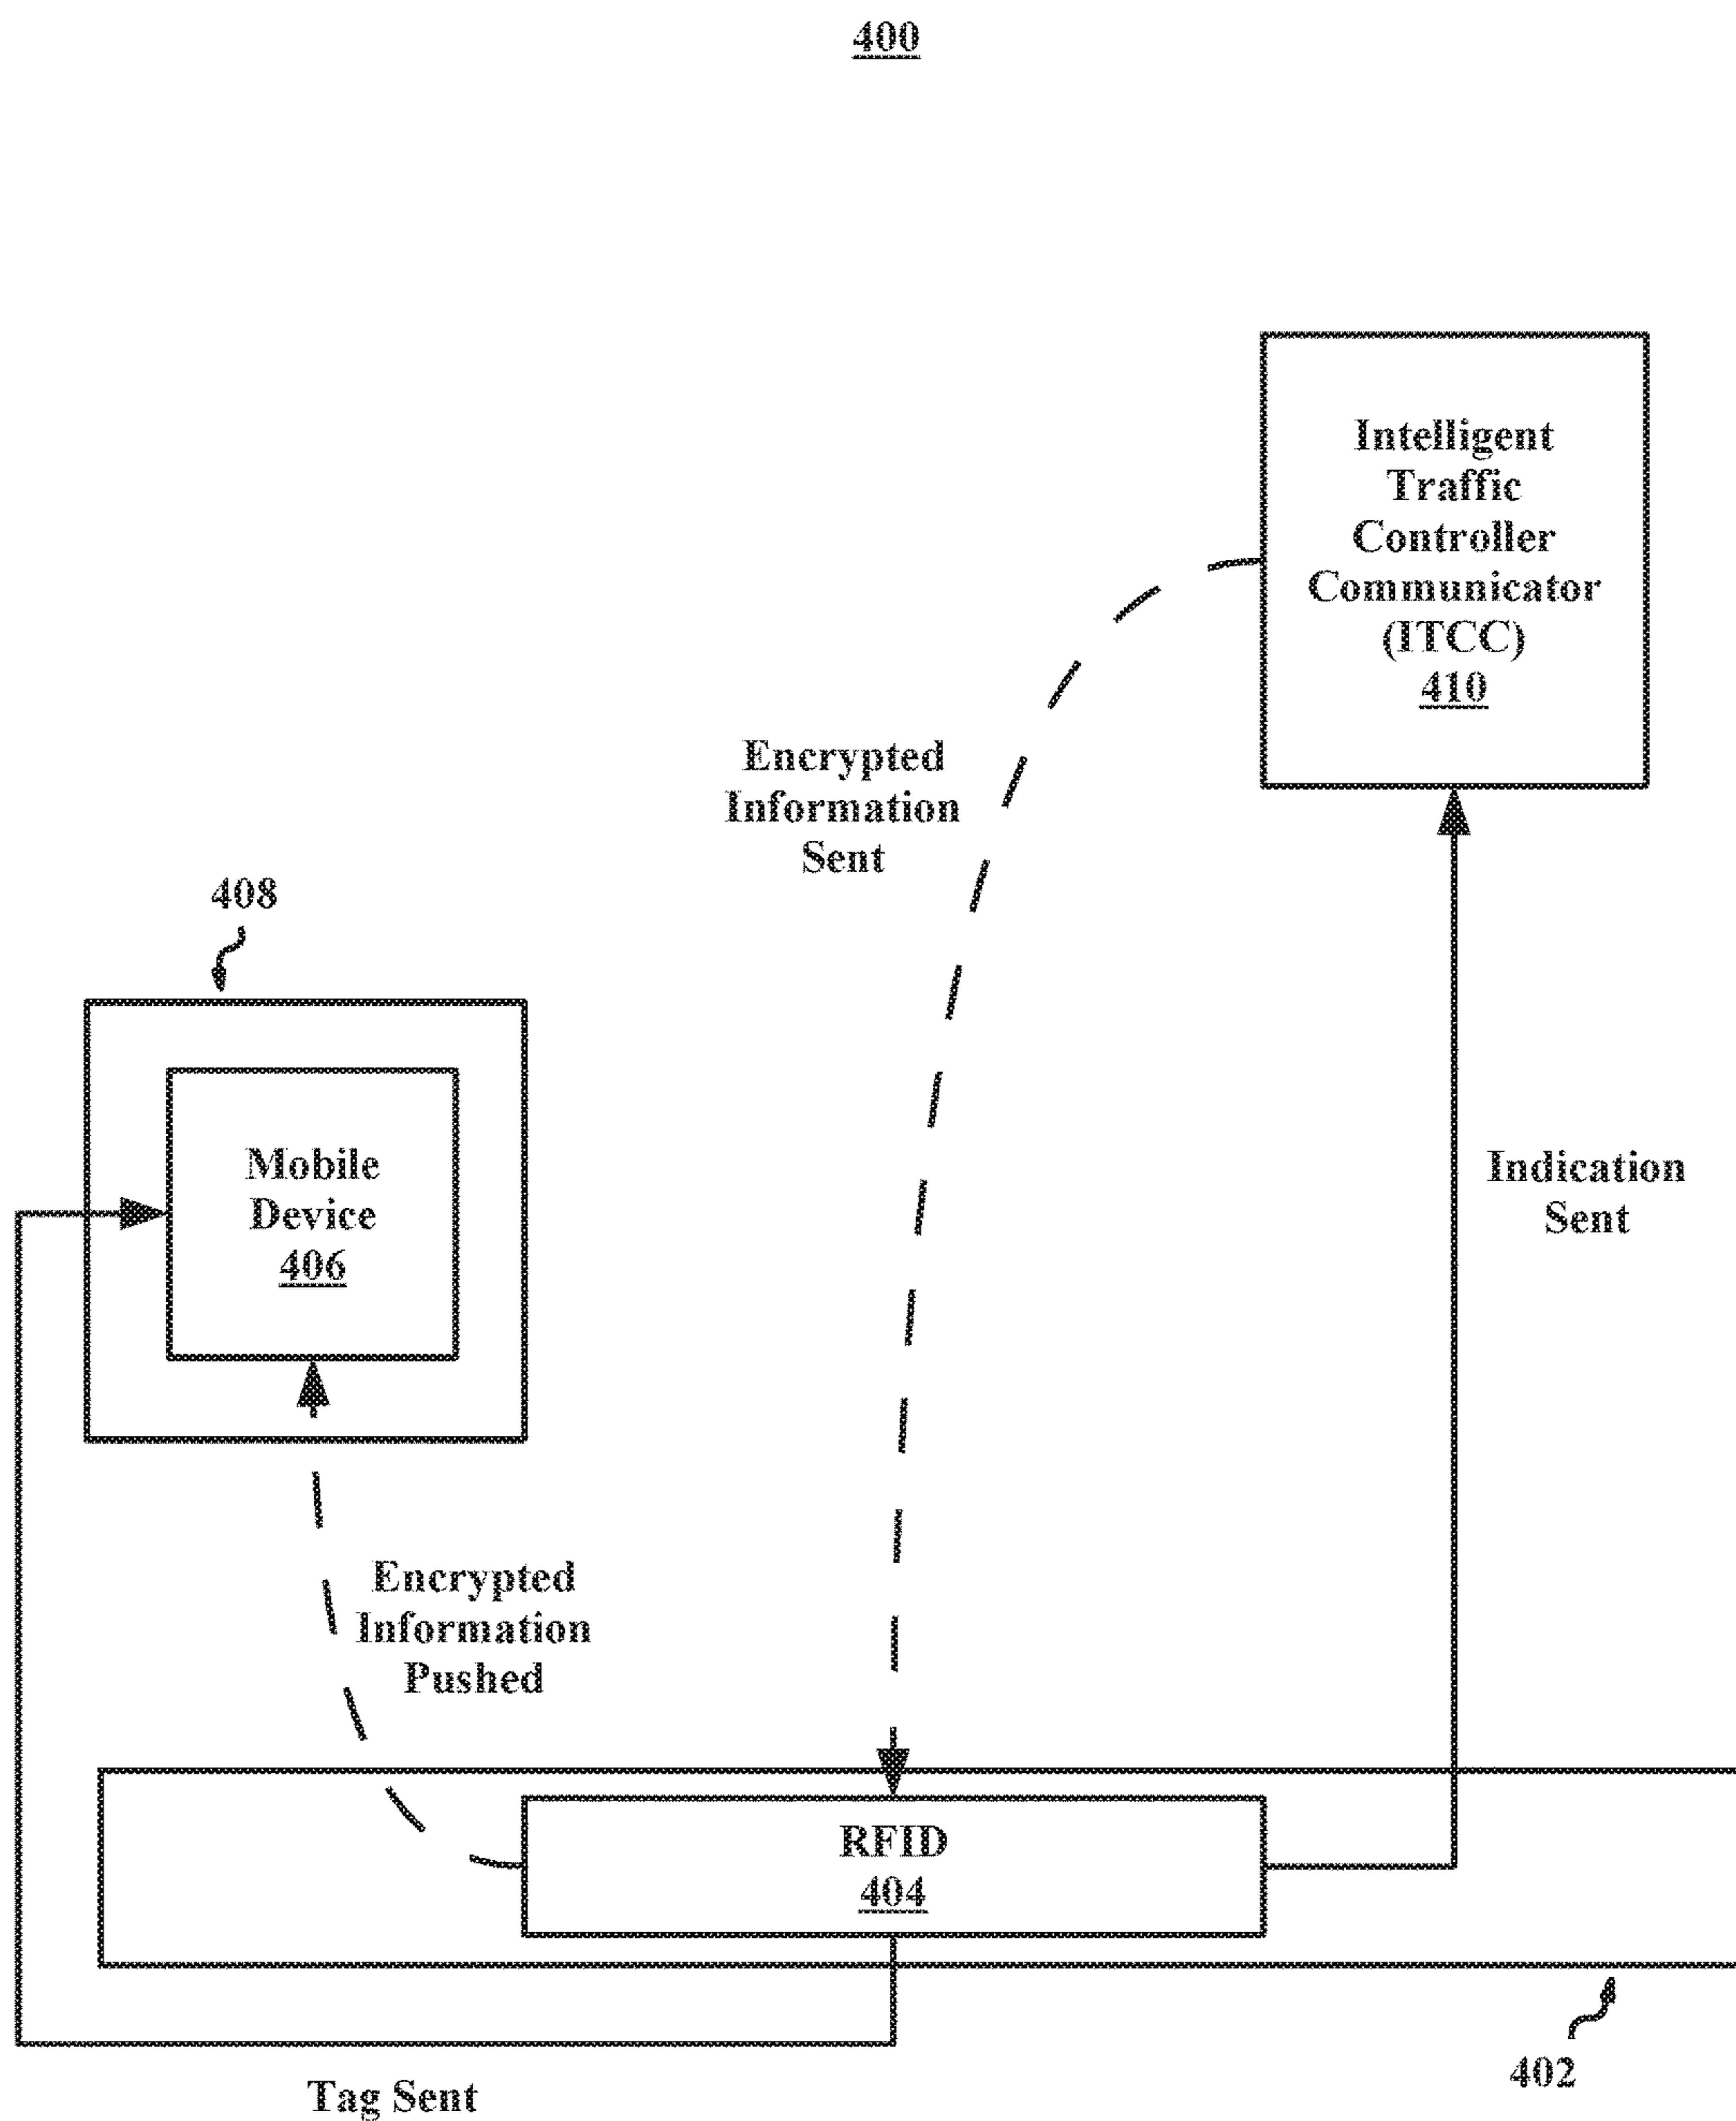 400
Intelligent
Traffic
Controller
Communicator
(ITCC)
410
Encrypted
Information
Sent
408
Mobile
Device
406
Indication
Sent
Encrypted
Information
Pushed
RFID
404
402
Tag Sent